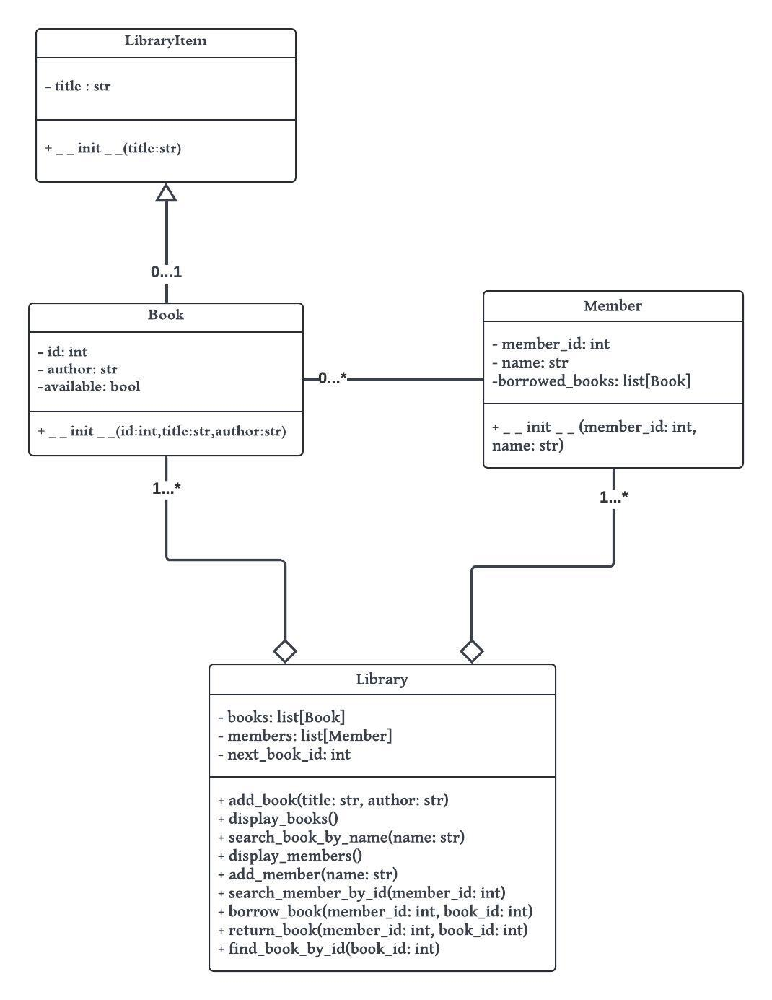 LibraryItem
- title : str
+ _ _ init _ _(title:str)
0...1
Book
- id: int
- author: str
-available: bool
+ _ _ init _ _(id:int,title:str,author:str)
0...*
Member
- member_id: int
- name: str
-borrowed_books: list[Book]
+ _ _ init _ _ (member_id: int,
name: str)
1...*
1...*
Library
- books: list[Book]
- members: list[Member]
- next_book_id: int
+ add_book(title: str, author: str)
+ display_books()
+ search_book_by_name(name: str)
+ display_members()
+ add_member(name: str)
+ search_member_by_id(member_id: int)
+ borrow_book(member_id: int, book_id: int)
+ return_book(member_id: int, book_id: int)
+ find_book_by_id(book_id: int)